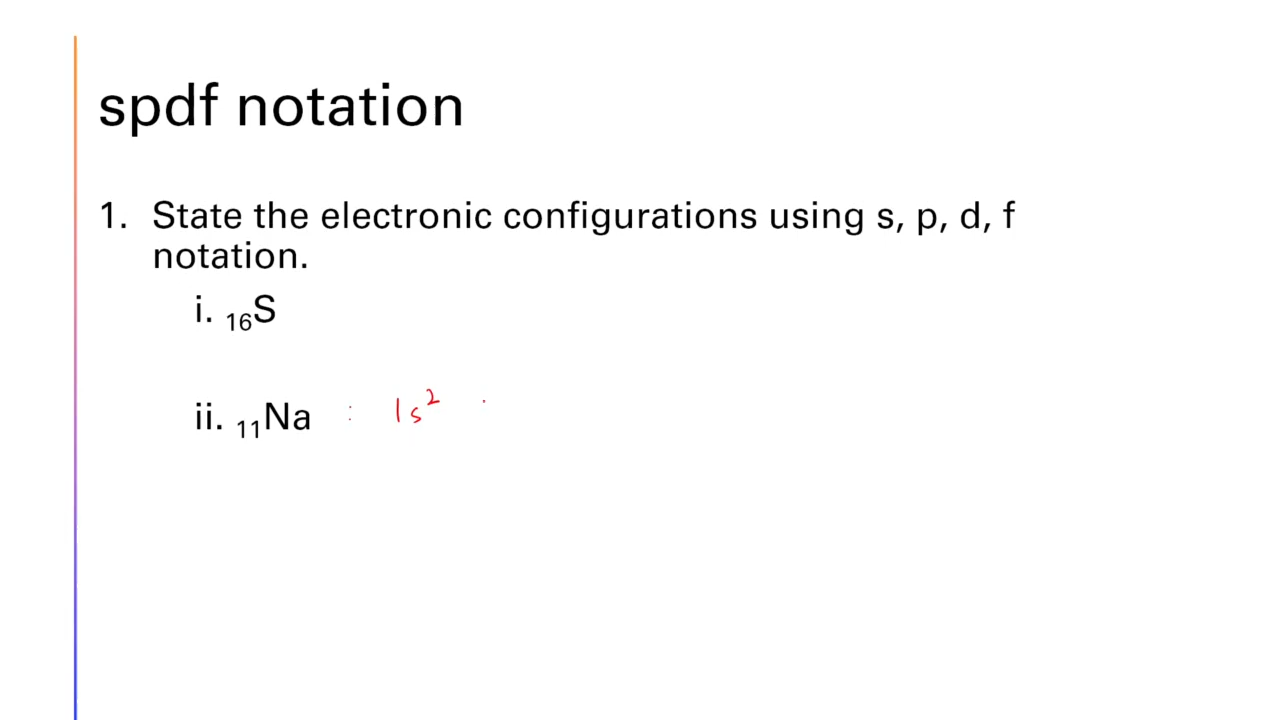 spdf notation
1. State the electronic configurations using s, p, d, f
notation.
i. ₁₆S
ii. ₁₁Na : 1s²